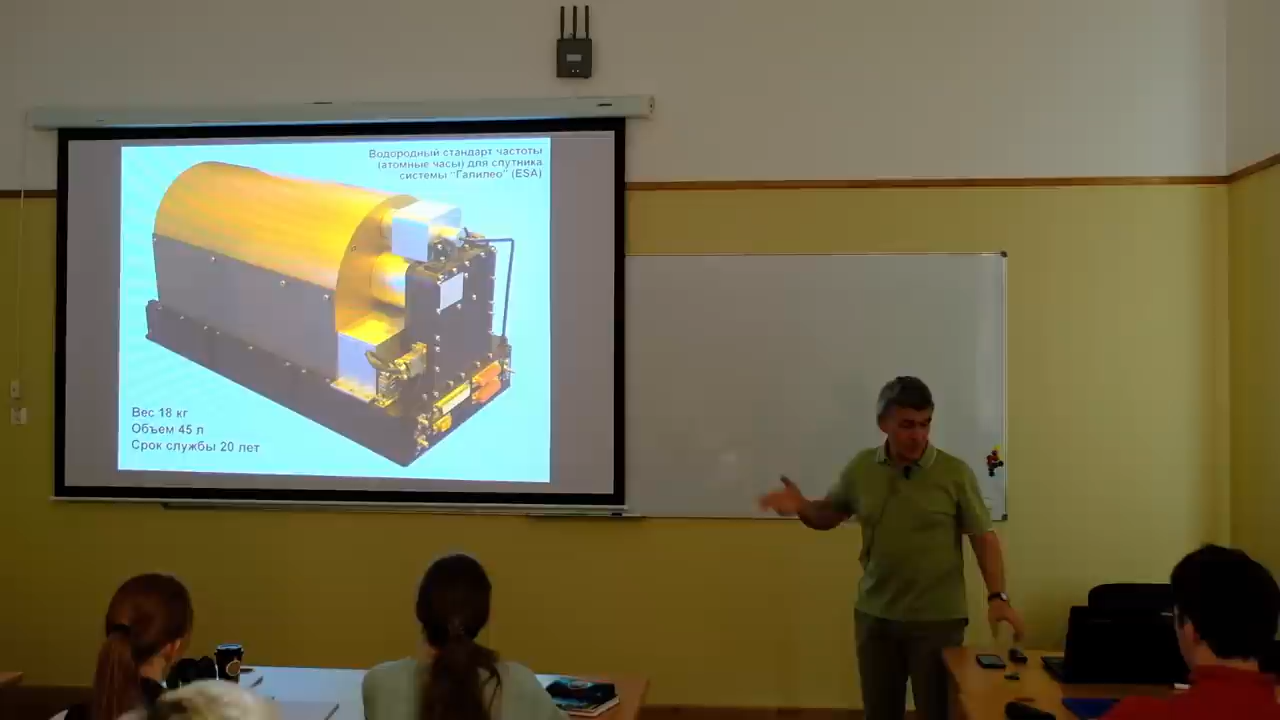 Водородный стандарт частоты
(атомные часы) для спутника
системы "Галилео" (ESA)
Вес 18 кг
Объем 45 л
Срок службы 20 лет